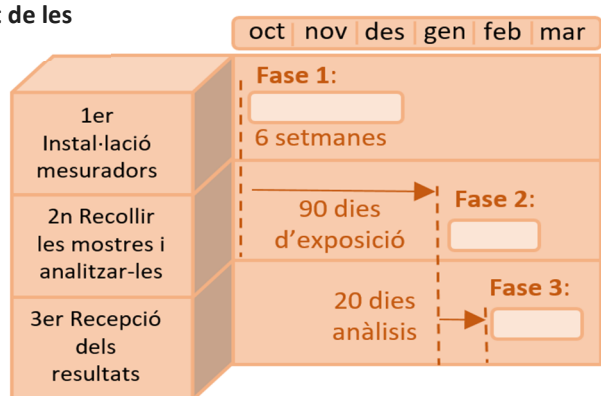 de les
oct nov des gen feb mar
Fase 1:
6 setmanes
1er
Instal·lació
mesuradors
90 dies
d'exposició
Fase 2:
2n Recollir
les mostres i
analitzar-les
20 dies
anàlisis
Fase 3:
3er Recepció
dels
resultats